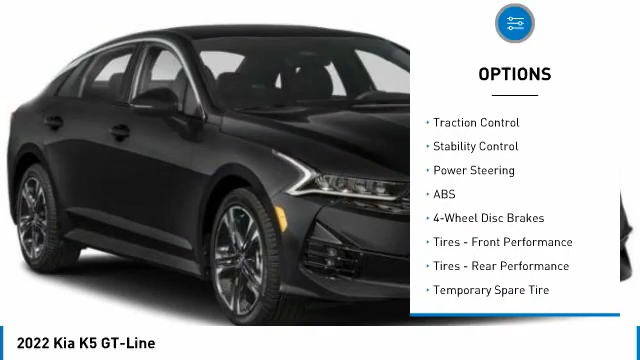 OPTIONS
Traction Control
Stability Control
Power Steering
ABS
4-Wheel Disc Brakes
Tires - Front Performance
Tires - Rear Performance
Temporary Spare Tire
2022 Kia K5 GT-Line